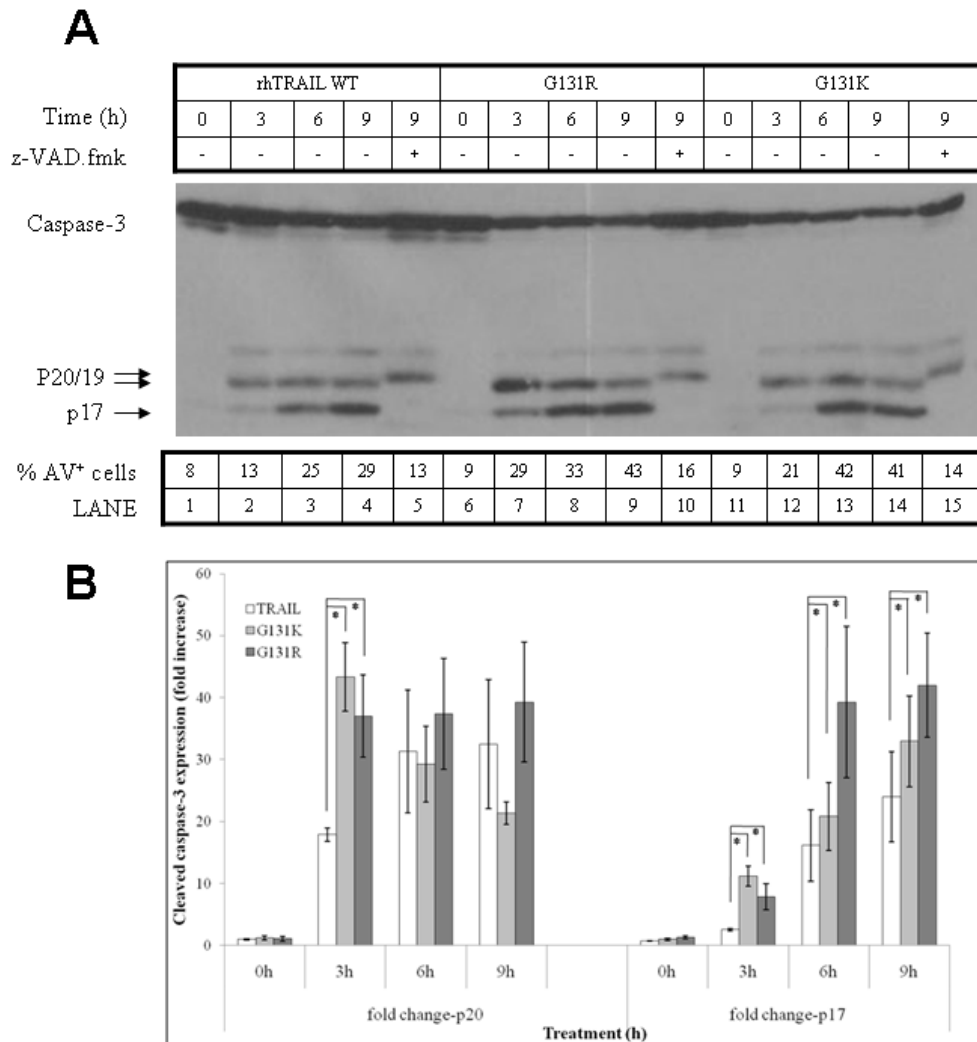 A
rhTRAIL WT G131R G131K
Time (h) 0 3 6 9 9 0 3 6 9 9 0 3 6 9 9
z-VAD.fmk - - - - + - - - - + - - - - +
Caspase-3
P20/19
p17
% AV⁺ cells 8 13 25 29 13 9 29 33 43 16 9 21 42 41 14
LANE 1 2 3 4 5 6 7 8 9 10 11 12 13 14 15
B
Cleaved caspase-3 expression (fold increase)
60
50
40
30
20
10
0
TRAIL
G131K
G131R
* * * * * * * *
0h 3h 6h 9h 0h 3h 6h 9h
fold change-p20 fold change-p17
Treatment (h)